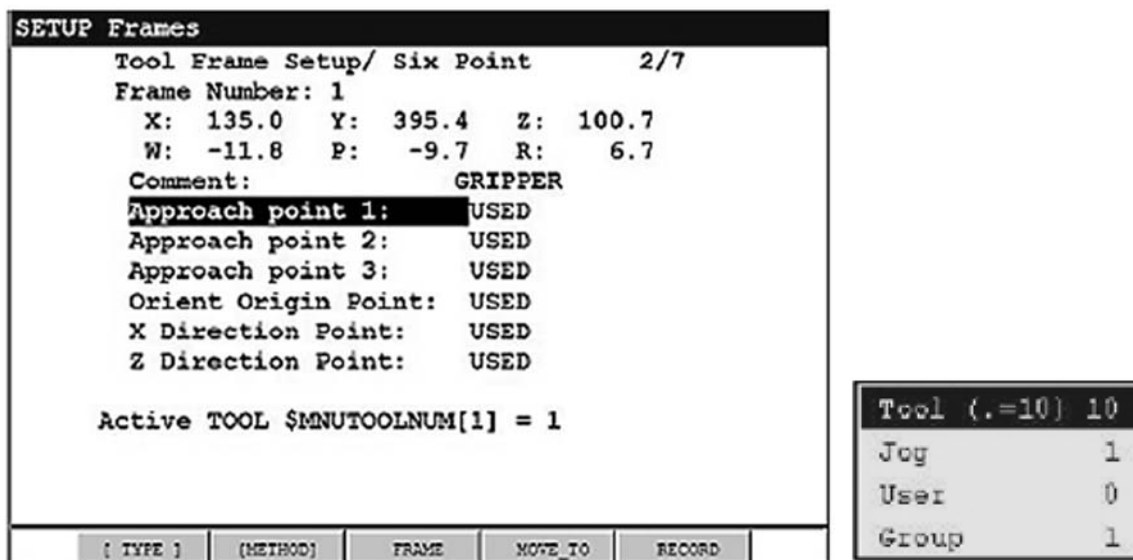 SETUP Frames
Tool Frame Setup/ Six Point 2/7
Frame Number: 1
X: 135.0 Y: 395.4 Z: 100.7
W: -11.8 P: -9.7 R: 6.7
Comment: GRIPPER
Approach point 1: USED
Approach point 2: USED
Approach point 3: USED
Orient Origin Point: USED
X Direction Point: USED
Z Direction Point: USED
Active TOOL $MNUTOOLNUM[1] = 1
[ TYPE ] [METHOD] FRAME MOVE_TO RECORD
Tool (.=10) 10
Jog 1
User 0
Group 1